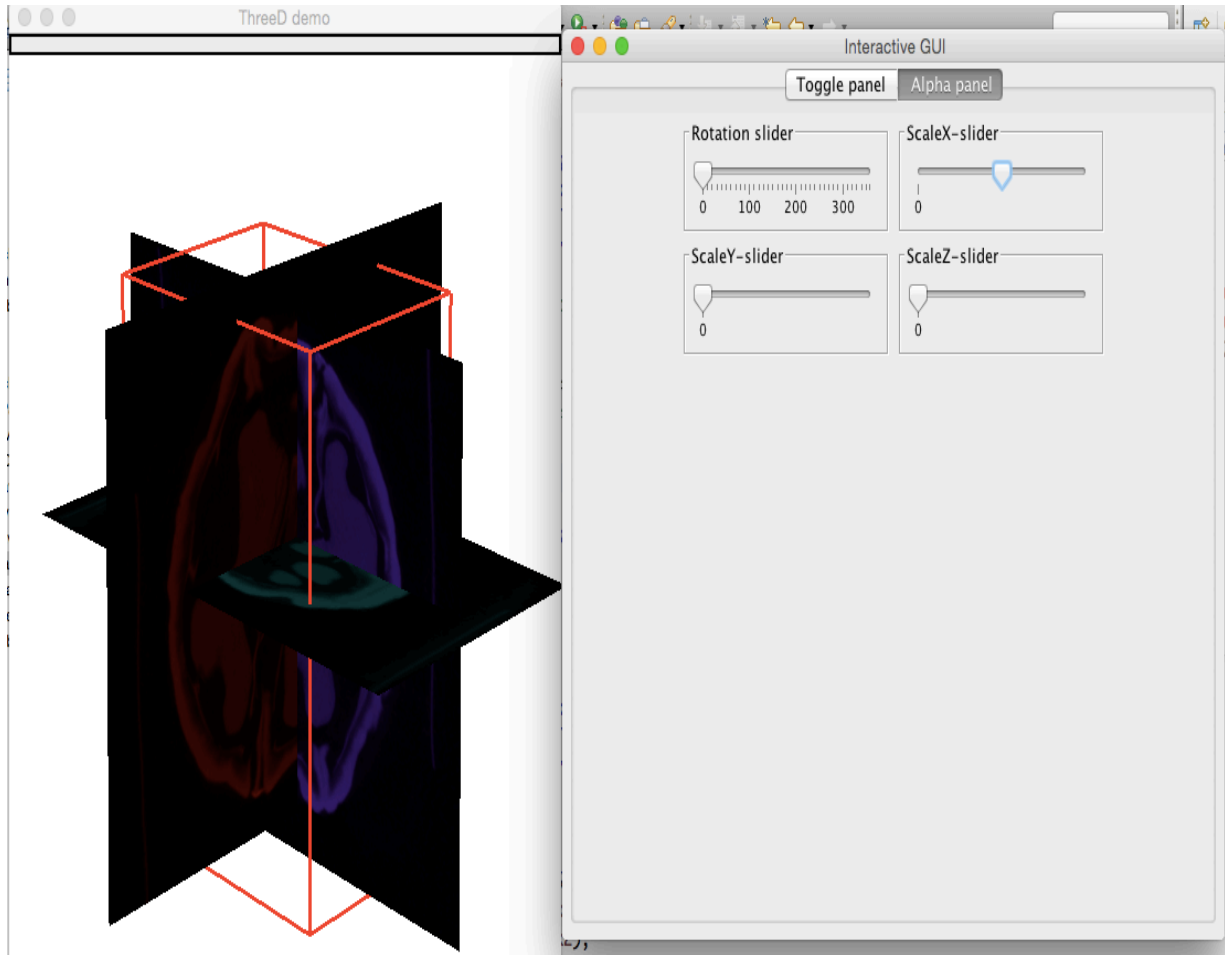 ThreeD demo
Interactive GUI
Toggle panel Alpha panel
Rotation slider
0 100 200 300
ScaleX-slider
0
ScaleY-slider
0
ScaleZ-slider
0